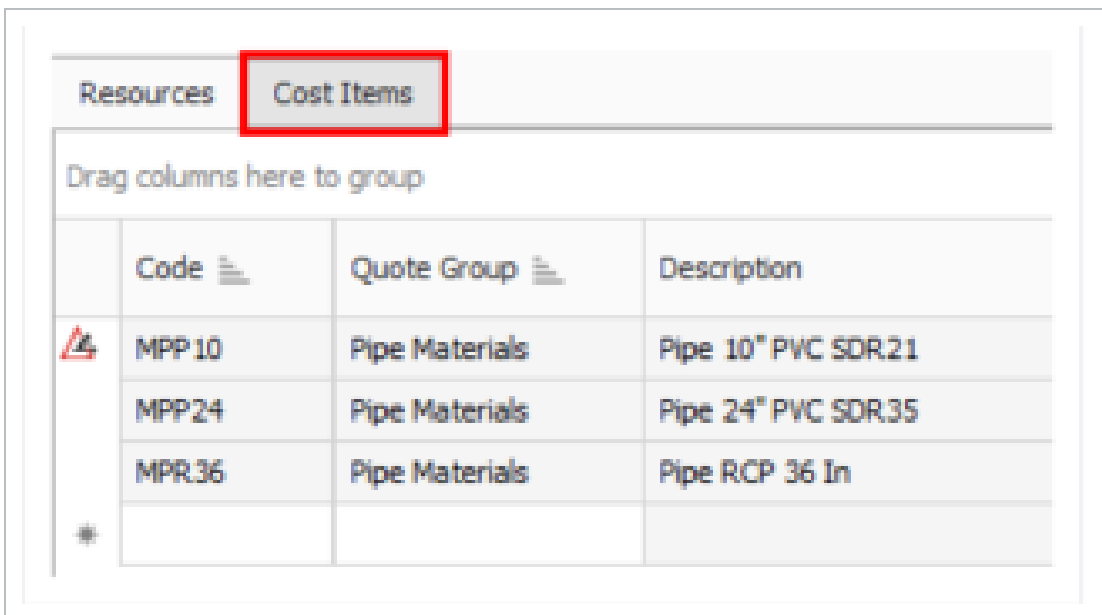 Resources Cost Items
Drag columns here to group
Code Quote Group Description
MPP10 Pipe Materials Pipe 10" PVC SDR21
MPP24 Pipe Materials Pipe 24" PVC SDR35
MPR36 Pipe Materials Pipe RCP 36 In